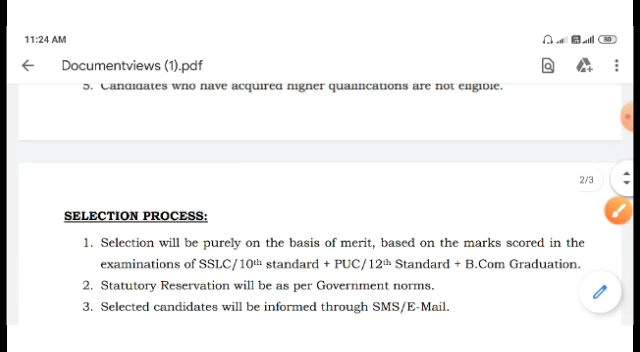 11:24 AM
80
Documentviews (1).pdf
5. Candidates who have acquired higher qualifications are not eligible.
2/3
SELECTION PROCESS:
1. Selection will be purely on the basis of merit, based on the marks scored in the
examinations of SSLC/10th standard + PUC/12th Standard + B.Com Graduation.
2. Statutory Reservation will be as per Government norms.
3. Selected candidates will be informed through SMS/E-Mail.